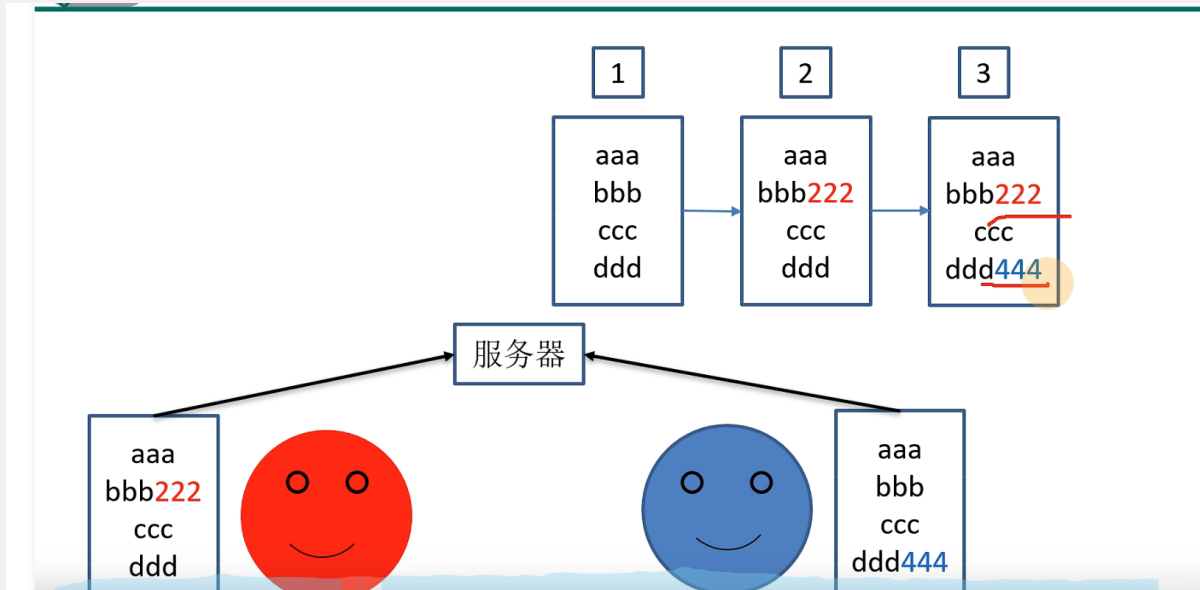 1
aaa
bbb
ccc
ddd
2
aaa
bbb222
ccc
ddd
3
aaa
bbb222
ccc
ddd444
服务器
aaa
bbb222
ccc
ddd
aaa
bbb
ccc
ddd444